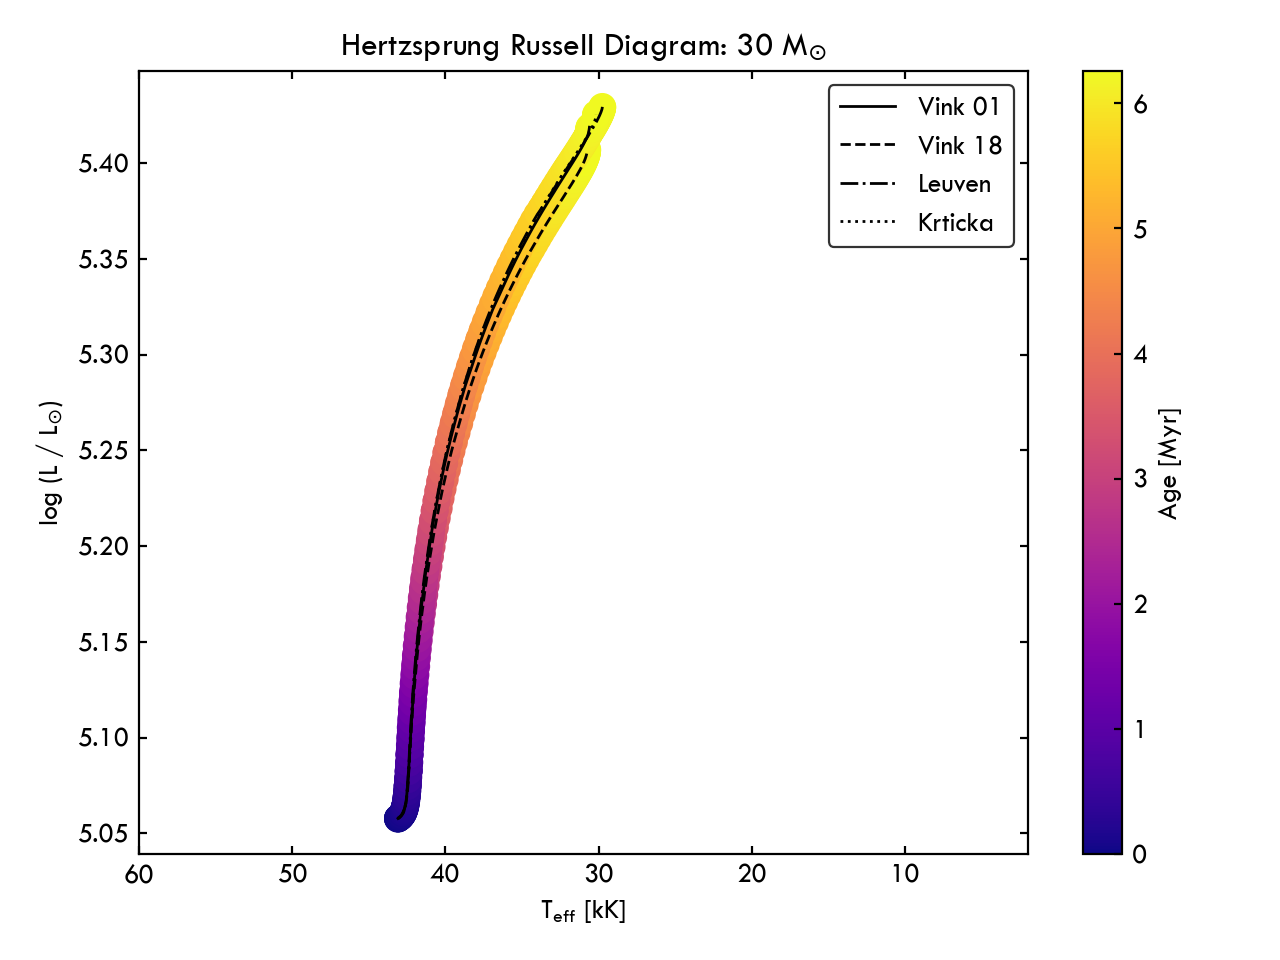 Hertzsprung Russell Diagram: 30 M☉
Vink 01
Vink 18
Leuven
Krticka
log (L / L☉)
5.40
5.35
5.30
5.25
5.20
5.15
5.10
5.05
60 50 40 30 20 10
T_eff [kK]
6
5
4
3
2
1
0
Age [Myr]